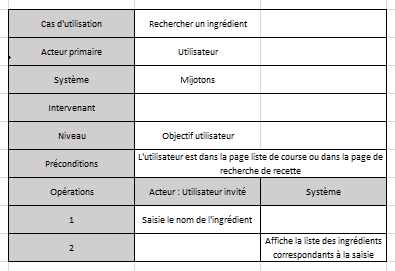 Cas d'utilisation Rechercher un ingrédient
Acteur primaire Utilisateur
Système Mijotons
Intervenant
Niveau Objectif utilisateur
Préconditions L'utilisateur est dans la page liste de course ou dans la page de
recherche de recette
Opérations Acteur : Utilisateur invité Système
1 Saisie le nom de l'ingrédient
2 Affiche la liste des ingrédients
correspondants à la saisie